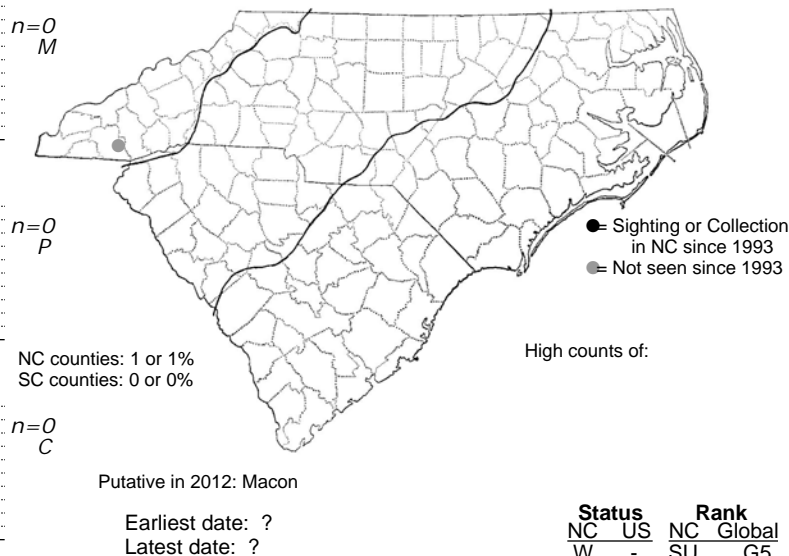 n=0
M
n=0
P
● = Sighting or Collection
in NC since 1993
● = Not seen since 1993
NC counties: 1 or 1%
SC counties: 0 or 0%
High counts of:
n=0
C
Putative in 2012: Macon
Earliest date: ?
Latest date: ?
Status Rank
NC US NC Global
W - SU G5